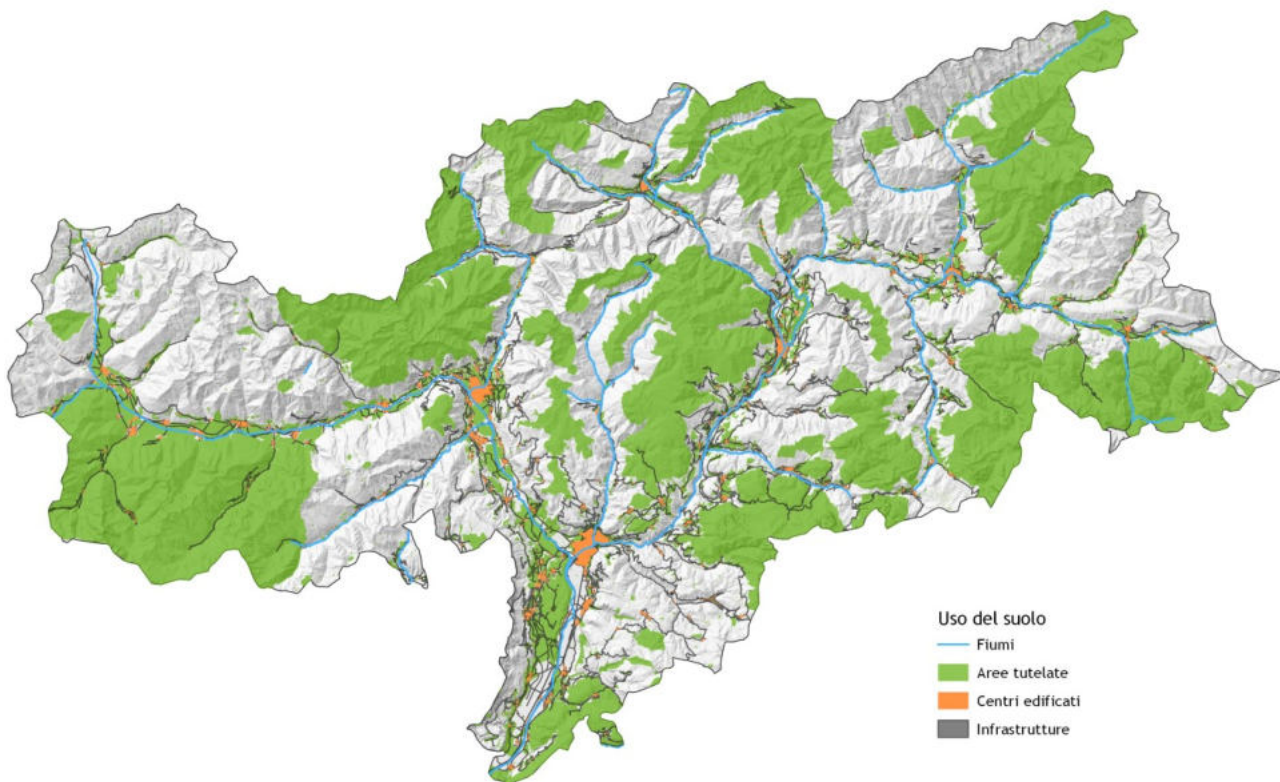 Uso del suolo
Fiumi
Aree tutelate
Centri edificati
Infrastrutture